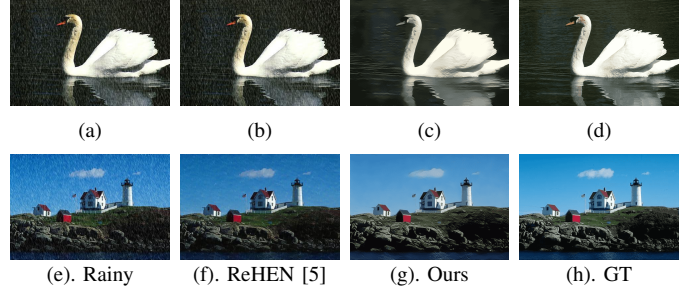 (a) (b) (c) (d)
(e). Rainy (f). ReHEN [5] (g). Ours (h). GT